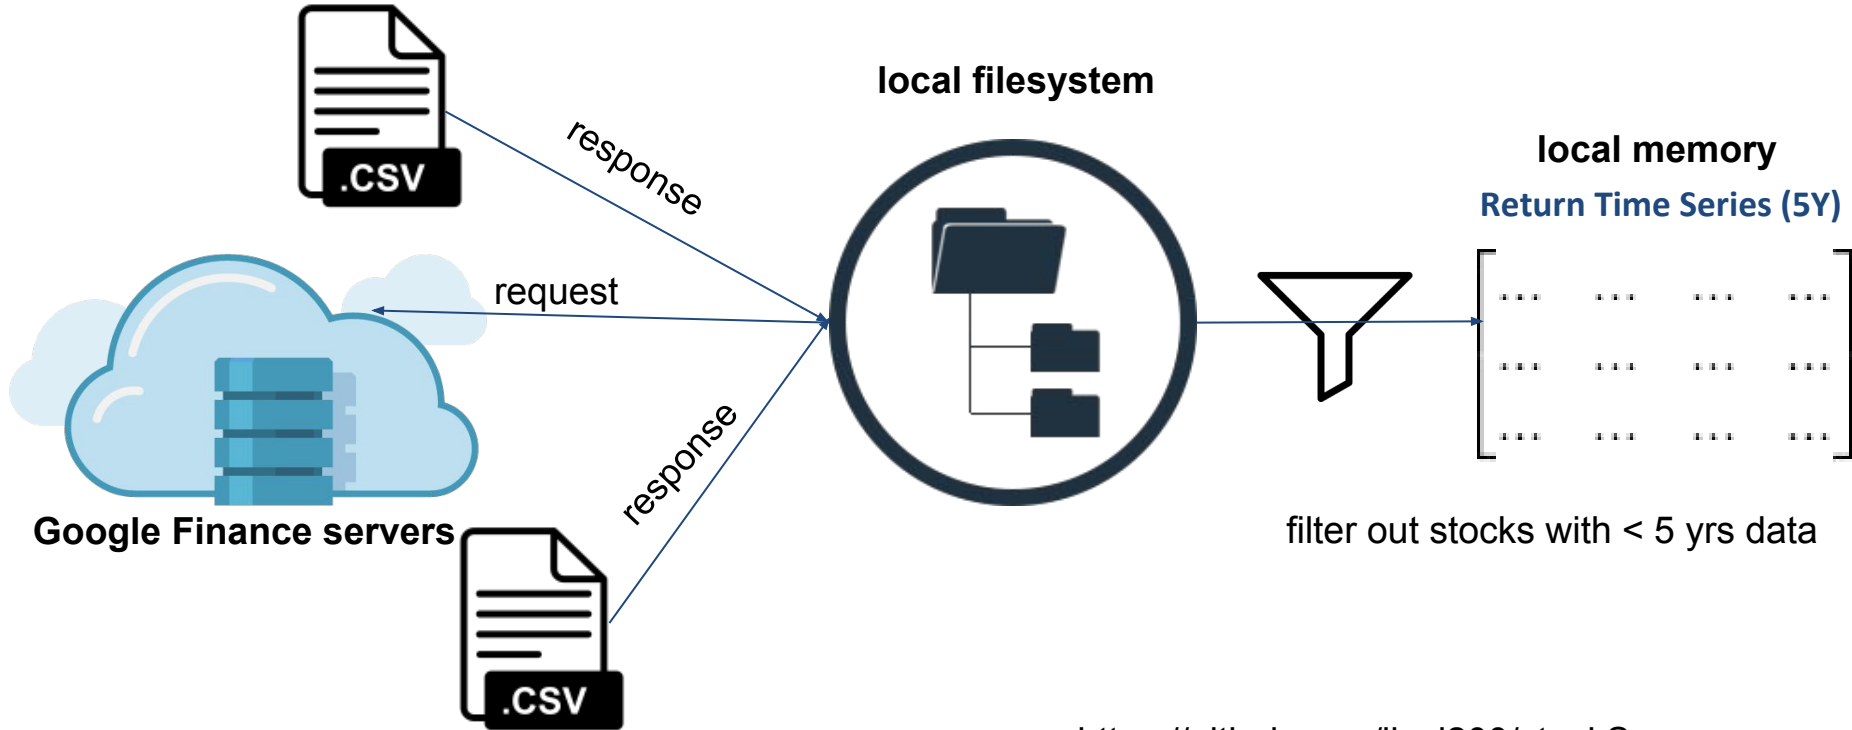 .CSV
response
local filesystem
local memory
Return Time Series (5Y)
request
response
Google Finance servers
filter out stocks with < 5 yrs data
.CSV